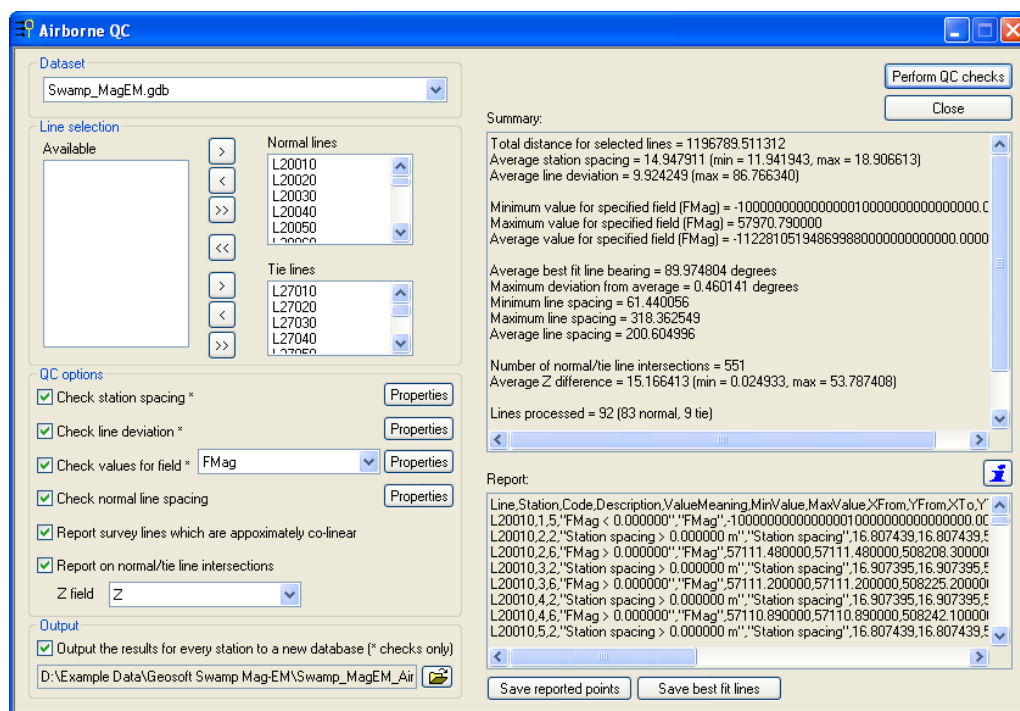 Airborne QC
Dataset
Swamp_MagEM.gdb
Perform QC checks
Close
Line selection
Available
>
<
>>
<<
>
<
>>
Normal lines
L20010
L20020
L20030
L20040
L20050
L20060
Tie lines
L27010
L27020
L27030
L27040
L27050
QC options
Check station spacing *
Properties
Check line deviation *
Properties
Check values for field *
FMag
Properties
Check normal line spacing
Properties
Report survey lines which are appoximately co-linear
Report on normal/tie line intersections
Z field
Z
Output
Output the results for every station to a new database (* checks only)
D:\Example Data\Geosoft Swamp Mag-EM\Swamp_MagEM_Air
Summary:
Total distance for selected lines = 1196789.511312
Average station spacing = 14.947911 (min = 11.941943, max = 18.906613)
Average line deviation = 9.924249 (max = 86.766340)
Minimum value for specified field (FMag) = -10000000000000001000000000000000.0
Maximum value for specified field (FMag) = 57970.790000
Average value for specified field (FMag) = -112281051948699880000000000000.0000
Average best fit line bearing = 89.974804 degrees
Maximum deviation from average = 0.460141 degrees
Minimum line spacing = 61.440056
Maximum line spacing = 318.362549
Average line spacing = 200.604996
Number of normal/tie line intersections = 551
Average Z difference = 15.166413 (min = 0.024933, max = 53.787408)
Lines processed = 92 (83 normal, 9 tie)
Report:
Line,Station,Code,Description,ValueMeaning,MinValue,MaxValue,XFrom,YFrom,XTo,YT
L20010,1,5,"FMag < 0.000000","FMag",-10000000000000001000000000000000.00
L20010,2,2,"Station spacing > 0.000000 m","Station spacing",16.807439,16.807439,5
L20010,2,6,"FMag > 0.000000","FMag",57111.480000,57111.480000,508208.300000
L20010,3,2,"Station spacing > 0.000000 m","Station spacing",16.907395,16.907395,5
L20010,3,6,"FMag > 0.000000","FMag",57111.200000,57111.200000,508225.200000
L20010,4,2,"Station spacing > 0.000000 m","Station spacing",16.907395,16.907395,5
L20010,4,6,"FMag > 0.000000","FMag",57110.890000,57110.890000,508242.100000
L20010,5,2,"Station spacing > 0.000000 m","Station spacing",16.807439,16.807439,5
Save reported points
Save best fit lines